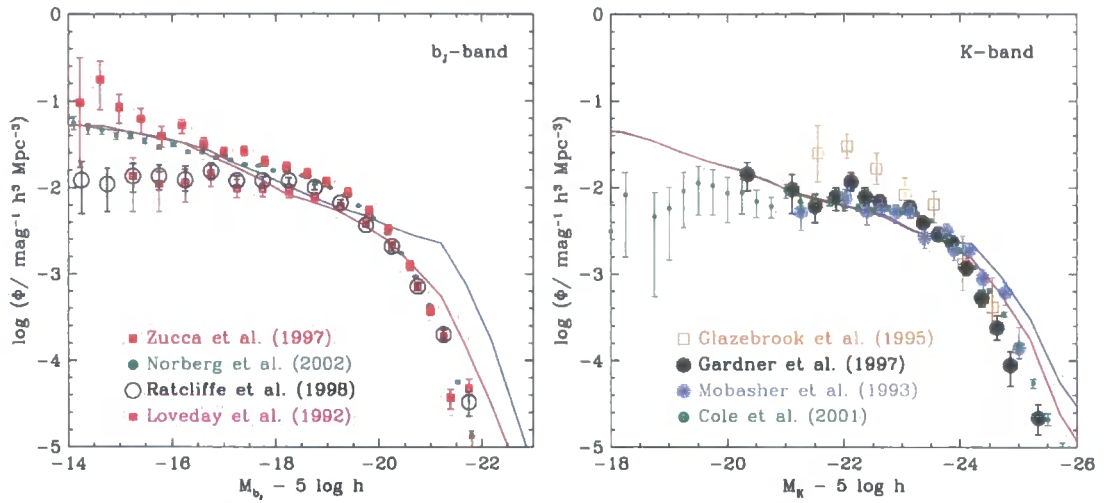 0
-1
-2
-3
-4
-5
log (Φ/ mag⁻¹ h³ Mpc⁻³)
b_J-band
Zucca et al. (1997)
Norberg et al. (2002)
Ratcliffe et al. (1998)
Loveday et al. (1992)
-14 -16 -18 -20 -22
M_{b_J} - 5 log h
0
-1
-2
-3
-4
-5
log (Φ/ mag⁻¹ h³ Mpc⁻³)
K-band
Glazebrook et al. (1995)
Gardner et al. (1997)
Mobasher et al. (1993)
Cole et al. (2001)
-18 -20 -22 -24 -26
M_K - 5 log h